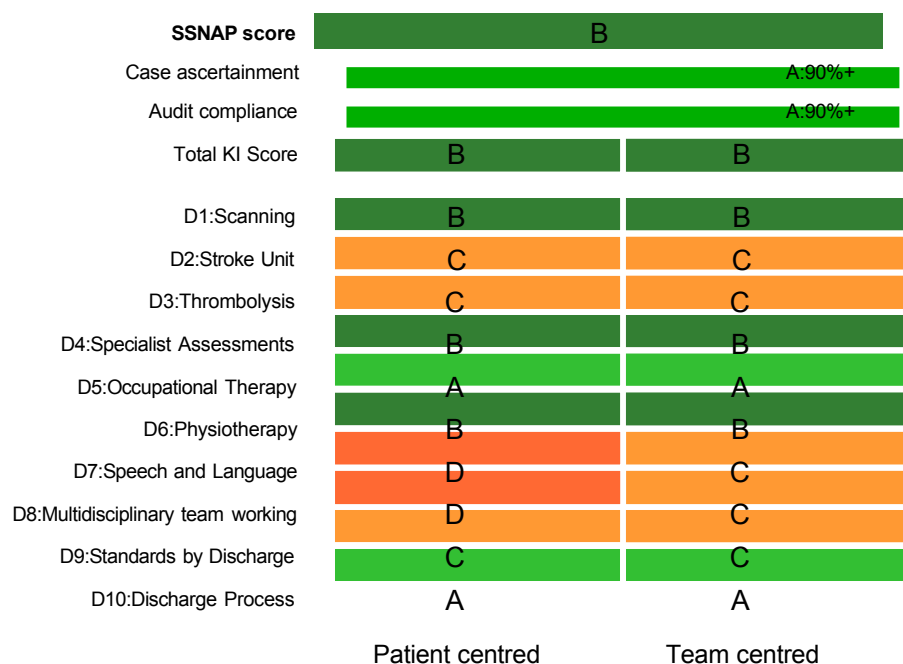 SSNAP score B
Case ascertainment A:90%+
Audit compliance A:90%+
Total KI Score B B
D1:Scanning B B
D2:Stroke Unit C C
D3:Thrombolysis C C
D4:Specialist Assessments B B
D5:Occupational Therapy A A
D6:Physiotherapy B B
D7:Speech and Language D C
D8:Multidisciplinary team working D C
D9:Standards by Discharge C C
D10:Discharge Process A A
Patient centred Team centred